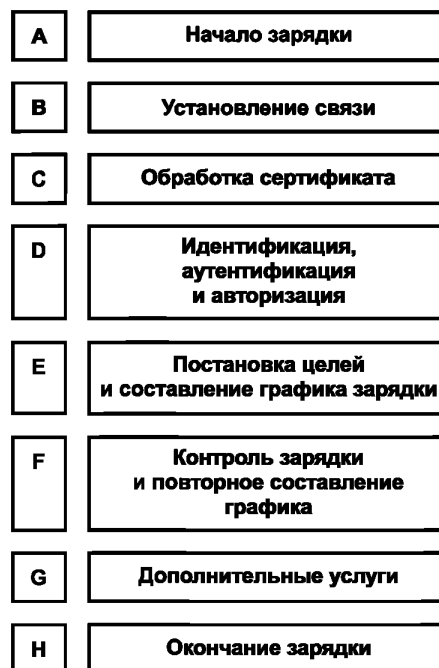 A Начало зарядки
B Установление связи
C Обработка сертификата
D Идентификация,
аутентификация
и авторизация
E Постановка целей
и составление графика зарядки
F Контроль зарядки
и повторное составление
графика
G Дополнительные услуги
H Окончание зарядки